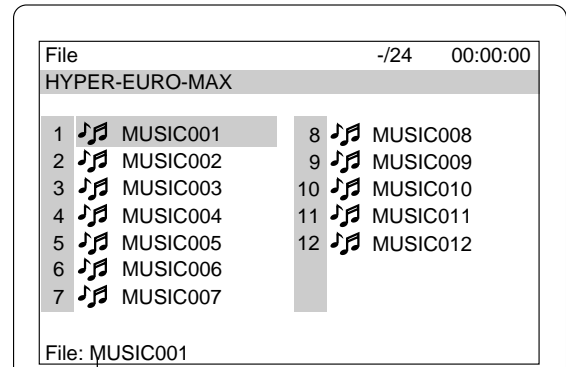 File -/24 00:00:00
HYPER-EURO-MAX
1 MUSIC001
2 MUSIC002
3 MUSIC003
4 MUSIC004
5 MUSIC005
6 MUSIC006
7 MUSIC007
8 MUSIC008
9 MUSIC009
10 MUSIC010
11 MUSIC011
12 MUSIC012
File: MUSIC001